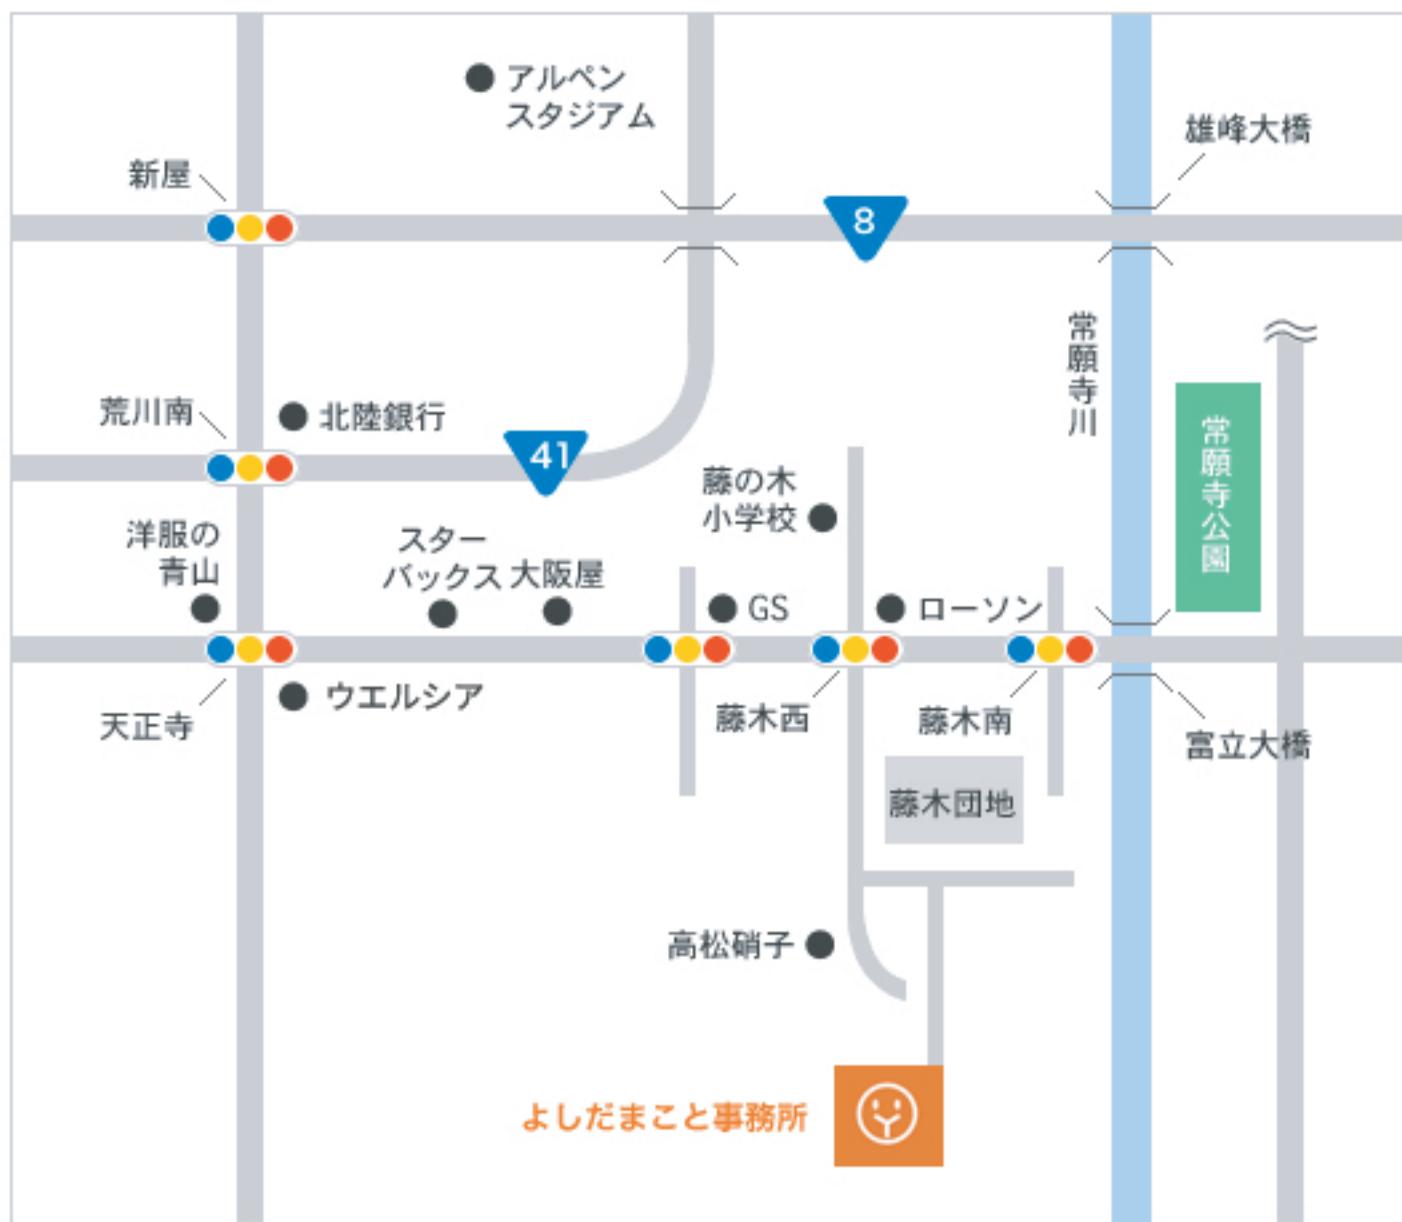 アルペン
スタジアム
雄峰大橋
新屋
8
常願寺川
荒川南
北陸銀行
41
常願寺公園
藤の木
小学校
洋服の
青山
スター
バックス
大阪屋
GS
ローソン
ウエルシア
天正寺
藤木西
藤木南
富立大橋
藤木団地
高松硝子
よしだまこと事務所